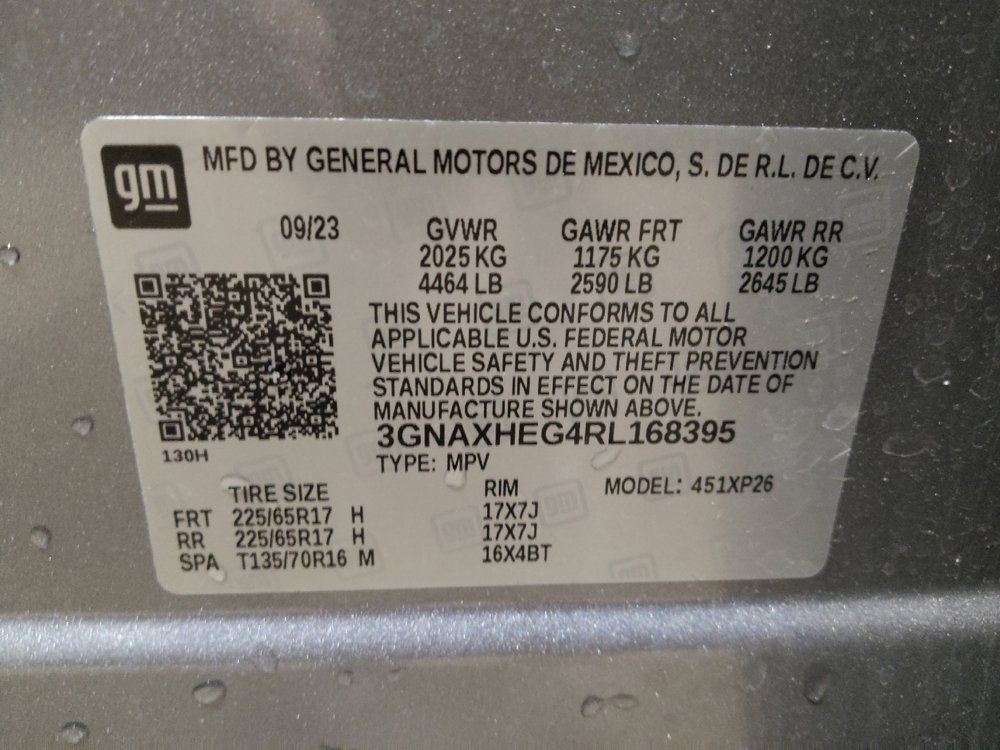 gm
MFD BY GENERAL MOTORS DE MEXICO, S. DE R.L. DE C.V.
09/23 GVWR GAWR FRT GAWR RR
2025 KG 1175 KG 1200 KG
4464 LB 2590 LB 2645 LB
THIS VEHICLE CONFORMS TO ALL
APPLICABLE U.S. FEDERAL MOTOR
VEHICLE SAFETY AND THEFT PREVENTION
STANDARDS IN EFFECT ON THE DATE OF
MANUFACTURE SHOWN ABOVE.
3GNAXHEG4RL168395
130H
TYPE: MPV
TIRE SIZE RIM MODEL: 451XP26
FRT 225/65R17 H 17X7J
RR 225/65R17 H 17X7J
SPA T135/70R16 M 16X4BT